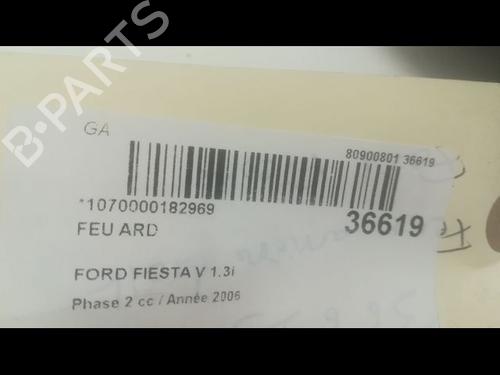 B-PARTS
GA
80900801 36619
*1070000182969
36619
FEU ARD
FORD FIESTA V 1.3i
Phase 2 cc / Année 2006